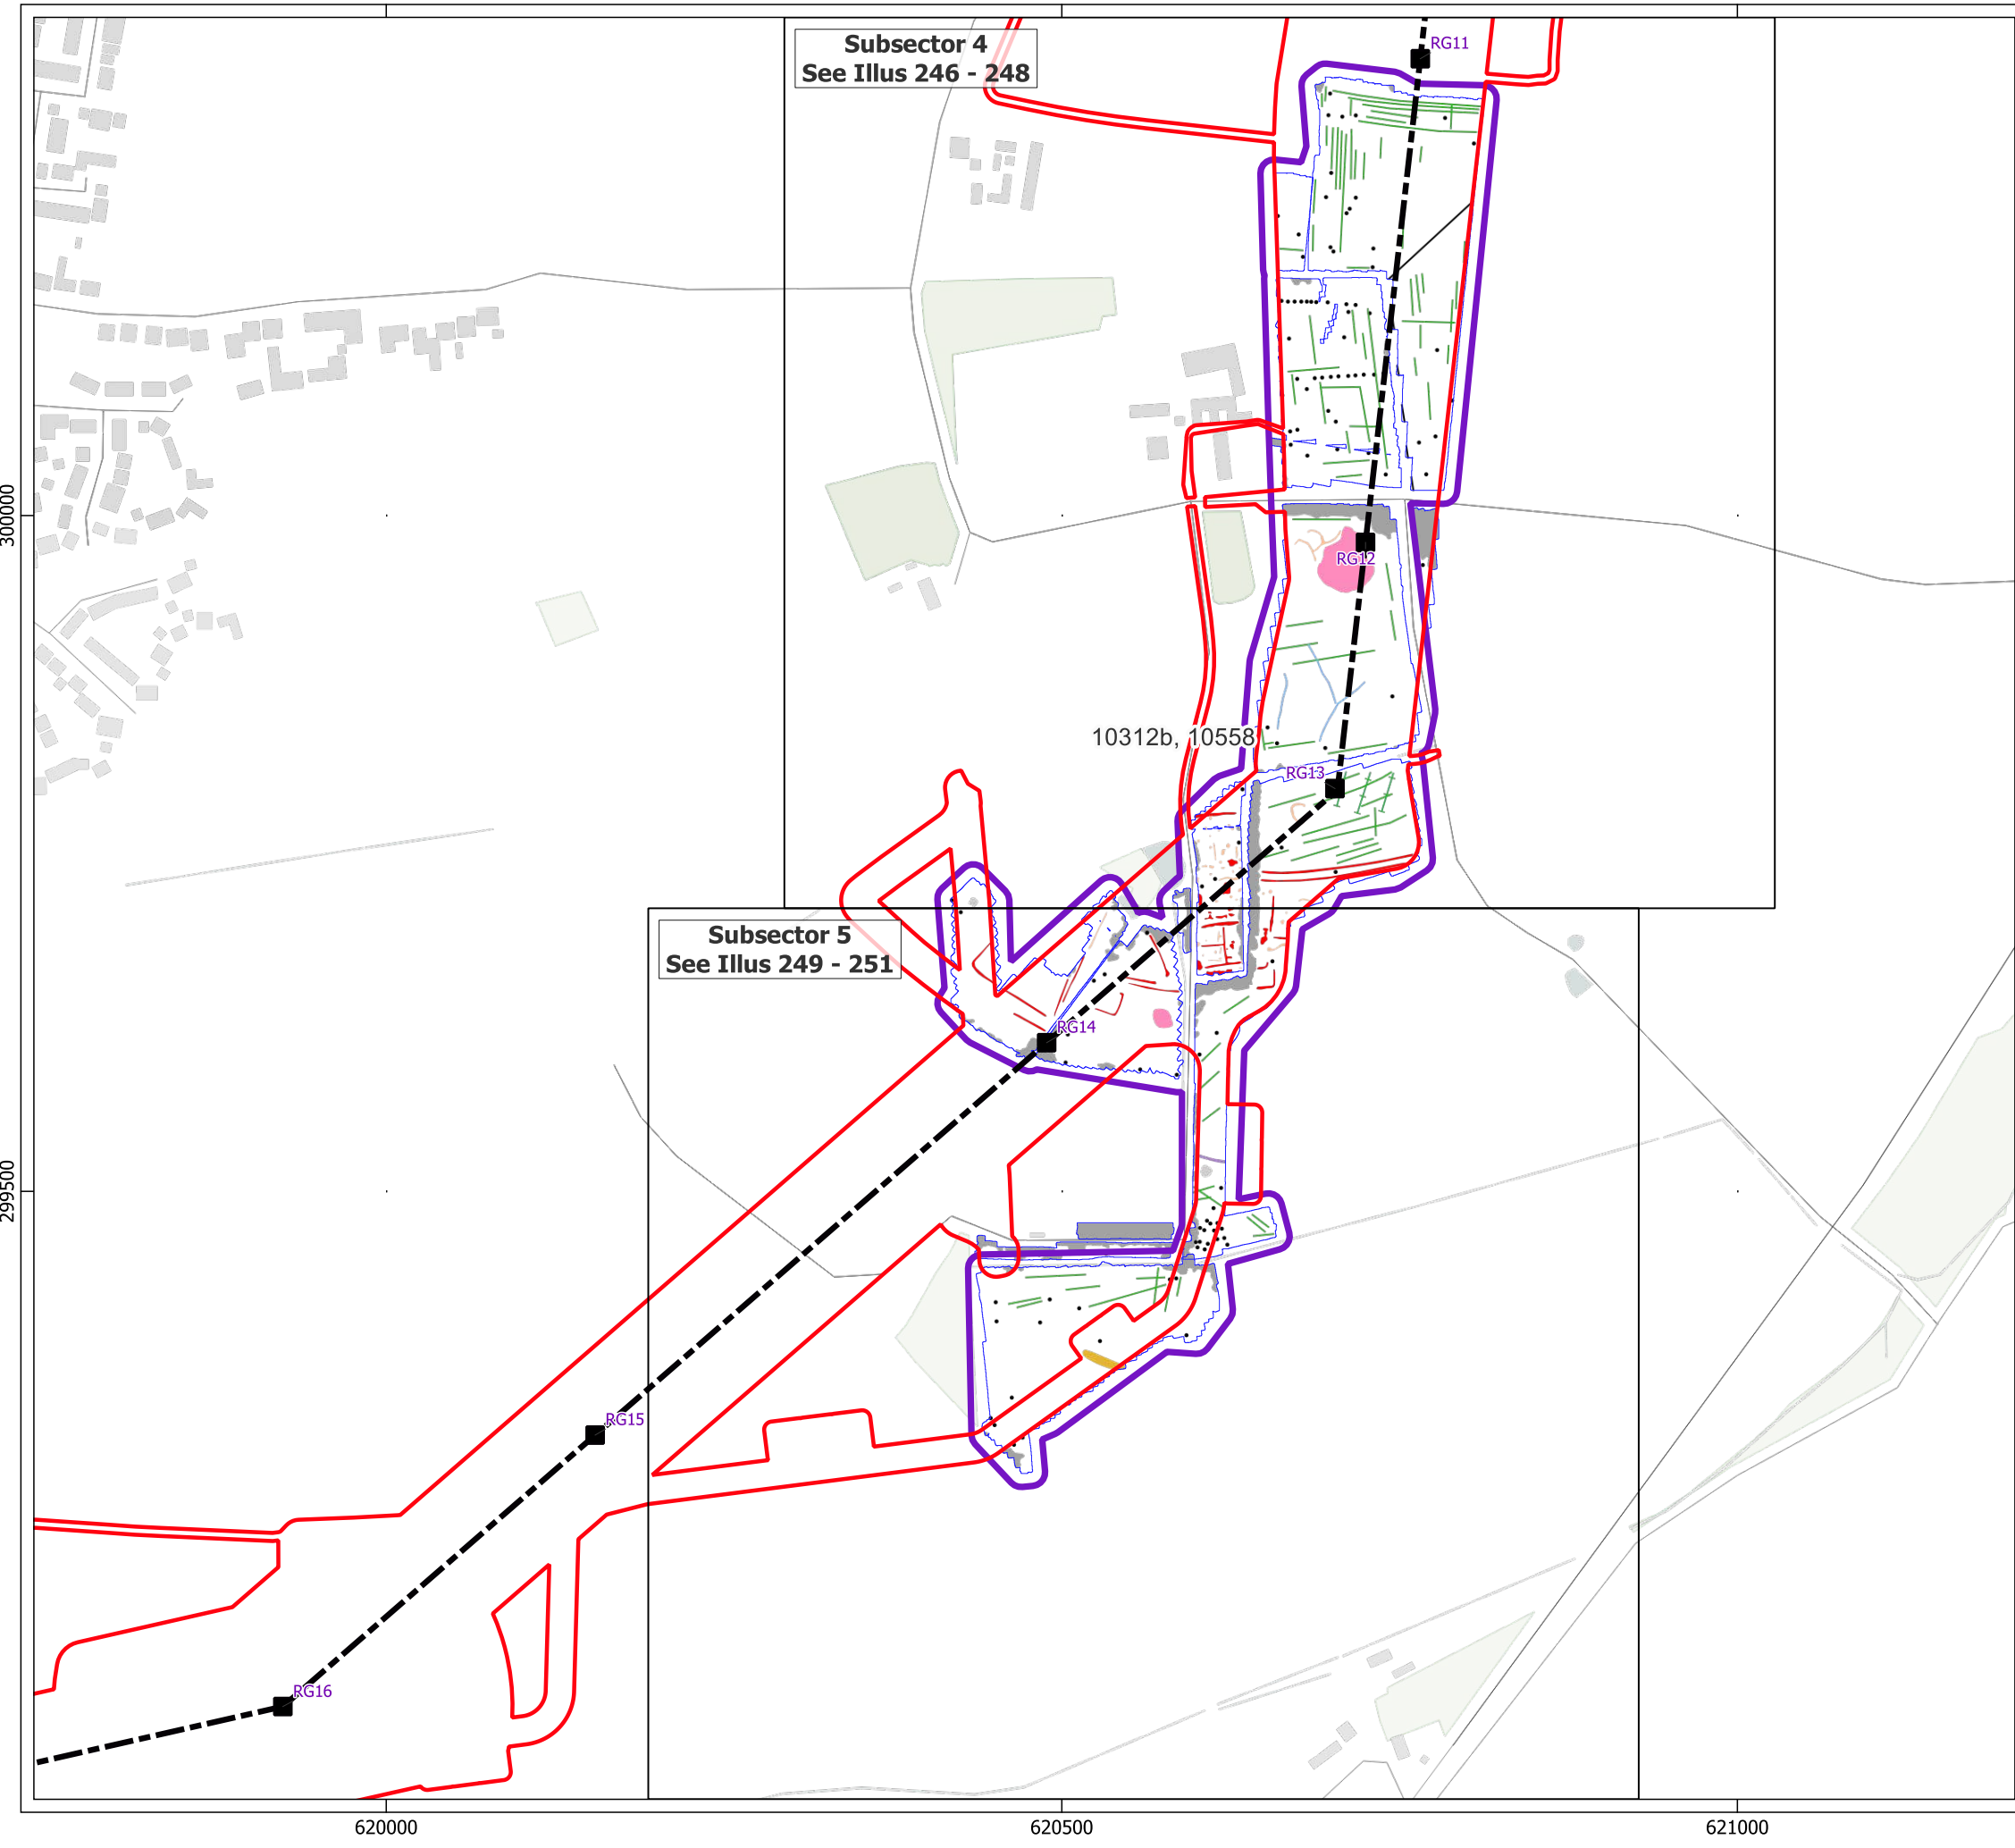 Subsector 4
See Illus 246 - 248
RG11
300000
RG12
10312b, 10558
RG13
Subsector 5
See Illus 249 - 251
RG14
299500
RG15
RG16
620000
620500
621000